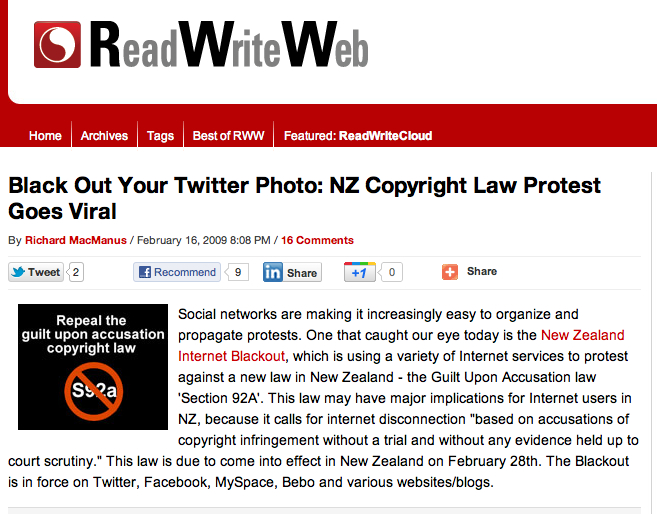 ReadWriteWeb
Home Archives Tags Best of RWW Featured: ReadWriteCloud
Black Out Your Twitter Photo: NZ Copyright Law Protest
Goes Viral
By Richard MacManus / February 16, 2009 8:08 PM / 16 Comments
Tweet 2 Recommend 9 in Share +1 0 Share
Repeal the
guilt upon accusation
copyright law
S92a
Social networks are making it increasingly easy to organize and
propagate protests. One that caught our eye today is the New Zealand
Internet Blackout, which is using a variety of Internet services to protest
against a new law in New Zealand - the Guilt Upon Accusation law
'Section 92A'. This law may have major implications for Internet users in
NZ, because it calls for internet disconnection "based on accusations of
copyright infringement without a trial and without any evidence held up to
court scrutiny." This law is due to come into effect in New Zealand on February 28th. The Blackout
is in force on Twitter, Facebook, MySpace, Bebo and various websites/blogs.